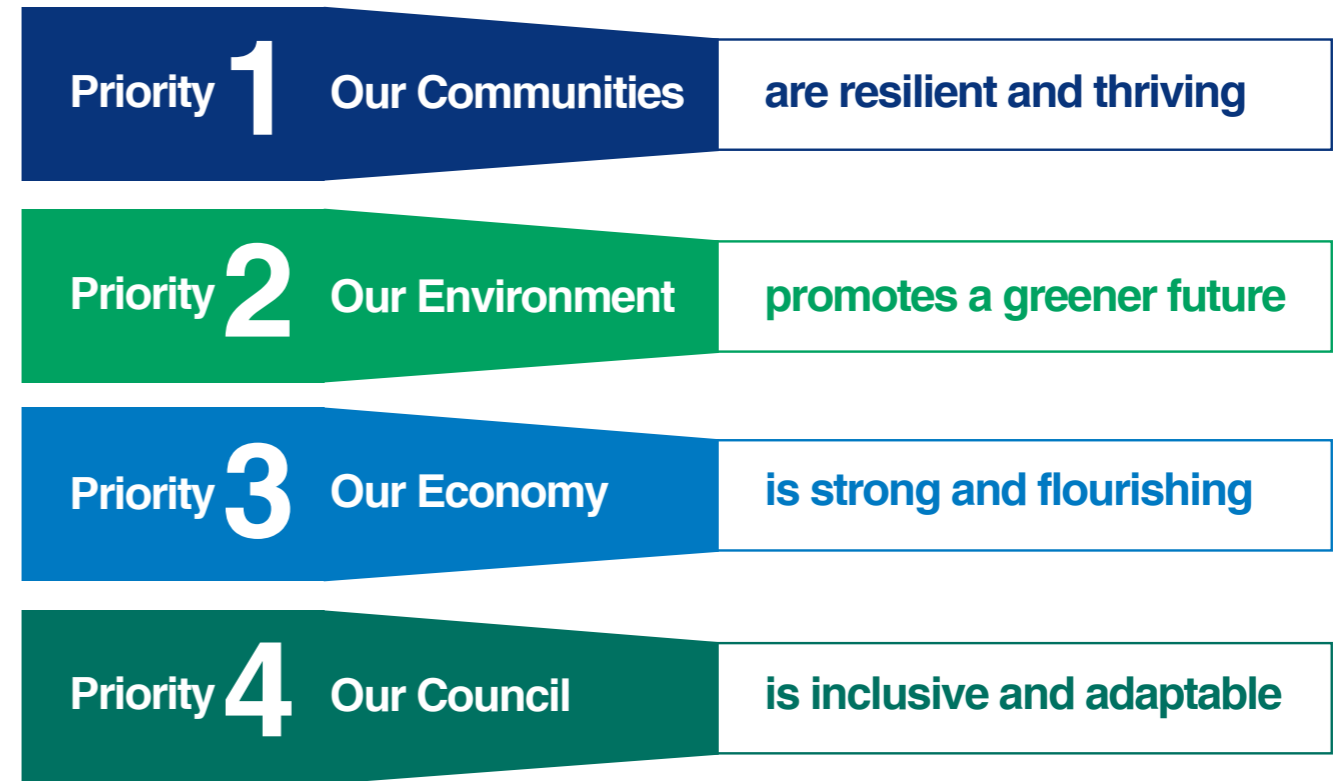 Priority 1 Our Communities are resilient and thriving
Priority 2 Our Environment promotes a greener future
Priority 3 Our Economy is strong and flourishing
Priority 4 Our Council is inclusive and adaptable